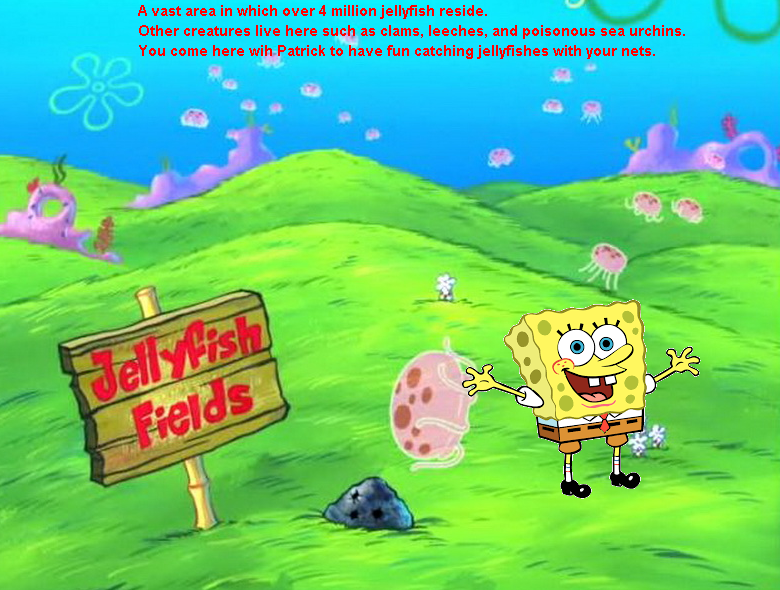 A vast area in which over 4 million jellyfish reside.
Other creatures live here such as clams, leeches, and poisonous sea urchins.
You come here wih Patrick to have fun catching jellyfishes with your nets.
Jellyfish
Fields